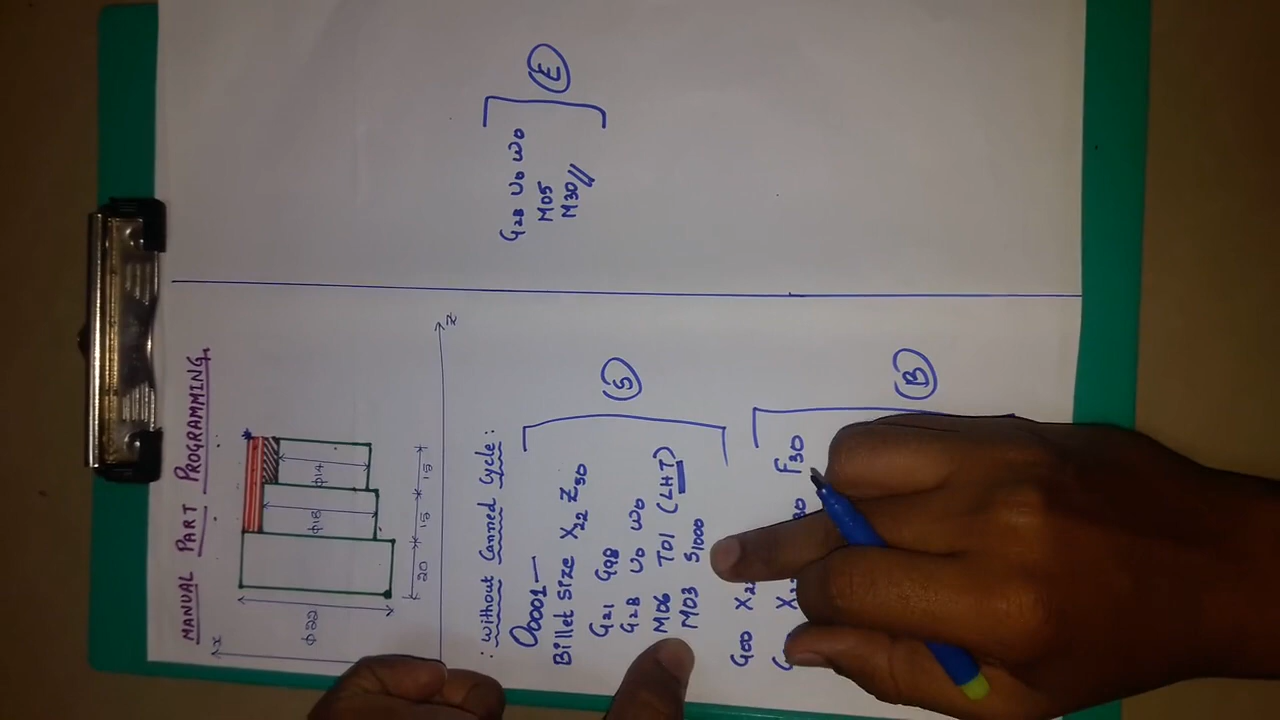 MANUAL PART PROGRAMMING.
X
φ22
φ18
φ14
20
15
15
Z
: Without Canned Cycle :
O0001
Billet Size X22 Z50
G21 G98
G28 U0 W0
M06 T01 (LHT)
M03 S1000
S
G00 X22
F30
B
G28 U0 W0
M05
M30//
E